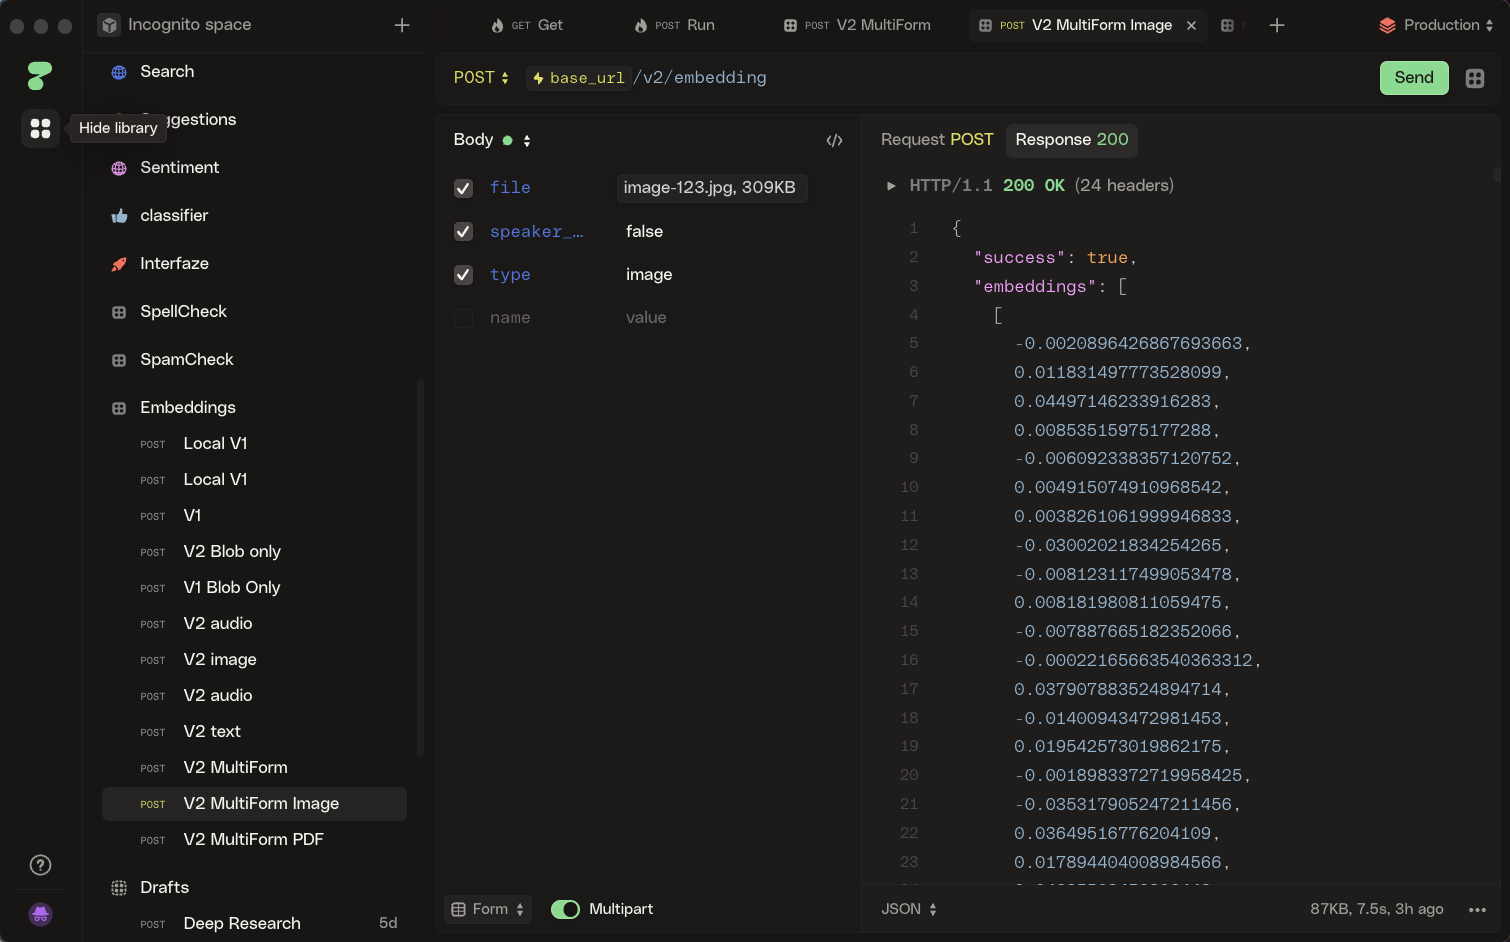 Incognito space
GET Get
POST Run
POST V2 MultiForm
POST V2 MultiForm Image
Production
Hide library
Search
ggestions
Sentiment
classifier
Interfaze
SpellCheck
SpamCheck
Embeddings
POST Local V1
POST Local V1
POST V1
POST V2 Blob only
POST V1 Blob Only
POST V2 audio
POST V2 image
POST V2 audio
POST V2 text
POST V2 MultiForm
POST V2 MultiForm Image
POST V2 MultiForm PDF
Drafts
POST Deep Research 5d
POST base_url/v2/embedding
Send
Body
file image-123.jpg, 309KB
speaker_… false
type image
name value
Form
Multipart
Request POST
Response 200
HTTP/1.1 200 OK (24 headers)
1 {
2 "success": true,
3 "embeddings": [
4 [
5 -0.0020896426867693663,
6 0.011831497773528099,
7 0.04497146233916283,
8 0.00853515975177288,
9 -0.006092338357120752,
10 0.004915074910968542,
11 0.0038261061999946833,
12 -0.03002021834254265,
13 -0.008123117499053478,
14 0.008181980811059475,
15 -0.007887665182352066,
16 -0.00022165663540363312,
17 0.037907883524894714,
18 -0.01400943472981453,
19 0.019542573019862175,
20 -0.0018983372719958425,
21 -0.035317905247211456,
22 0.03649516776204109,
23 0.017894404008984566,
JSON
87KB, 7.5s, 3h ago